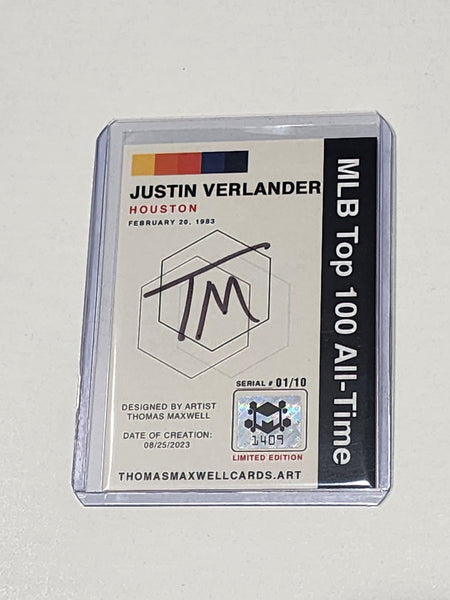 JUSTIN VERLANDER
HOUSTON
FEBRUARY 20, 1983
TM
SERIAL # 01/10
DESIGNED BY ARTIST
THOMAS MAXWELL
DATE OF CREATION:
08/25/2023
M
1409
LIMITED EDITION
THOMASMAXWELLCARDS.ART
MLB Top 100 All-Time